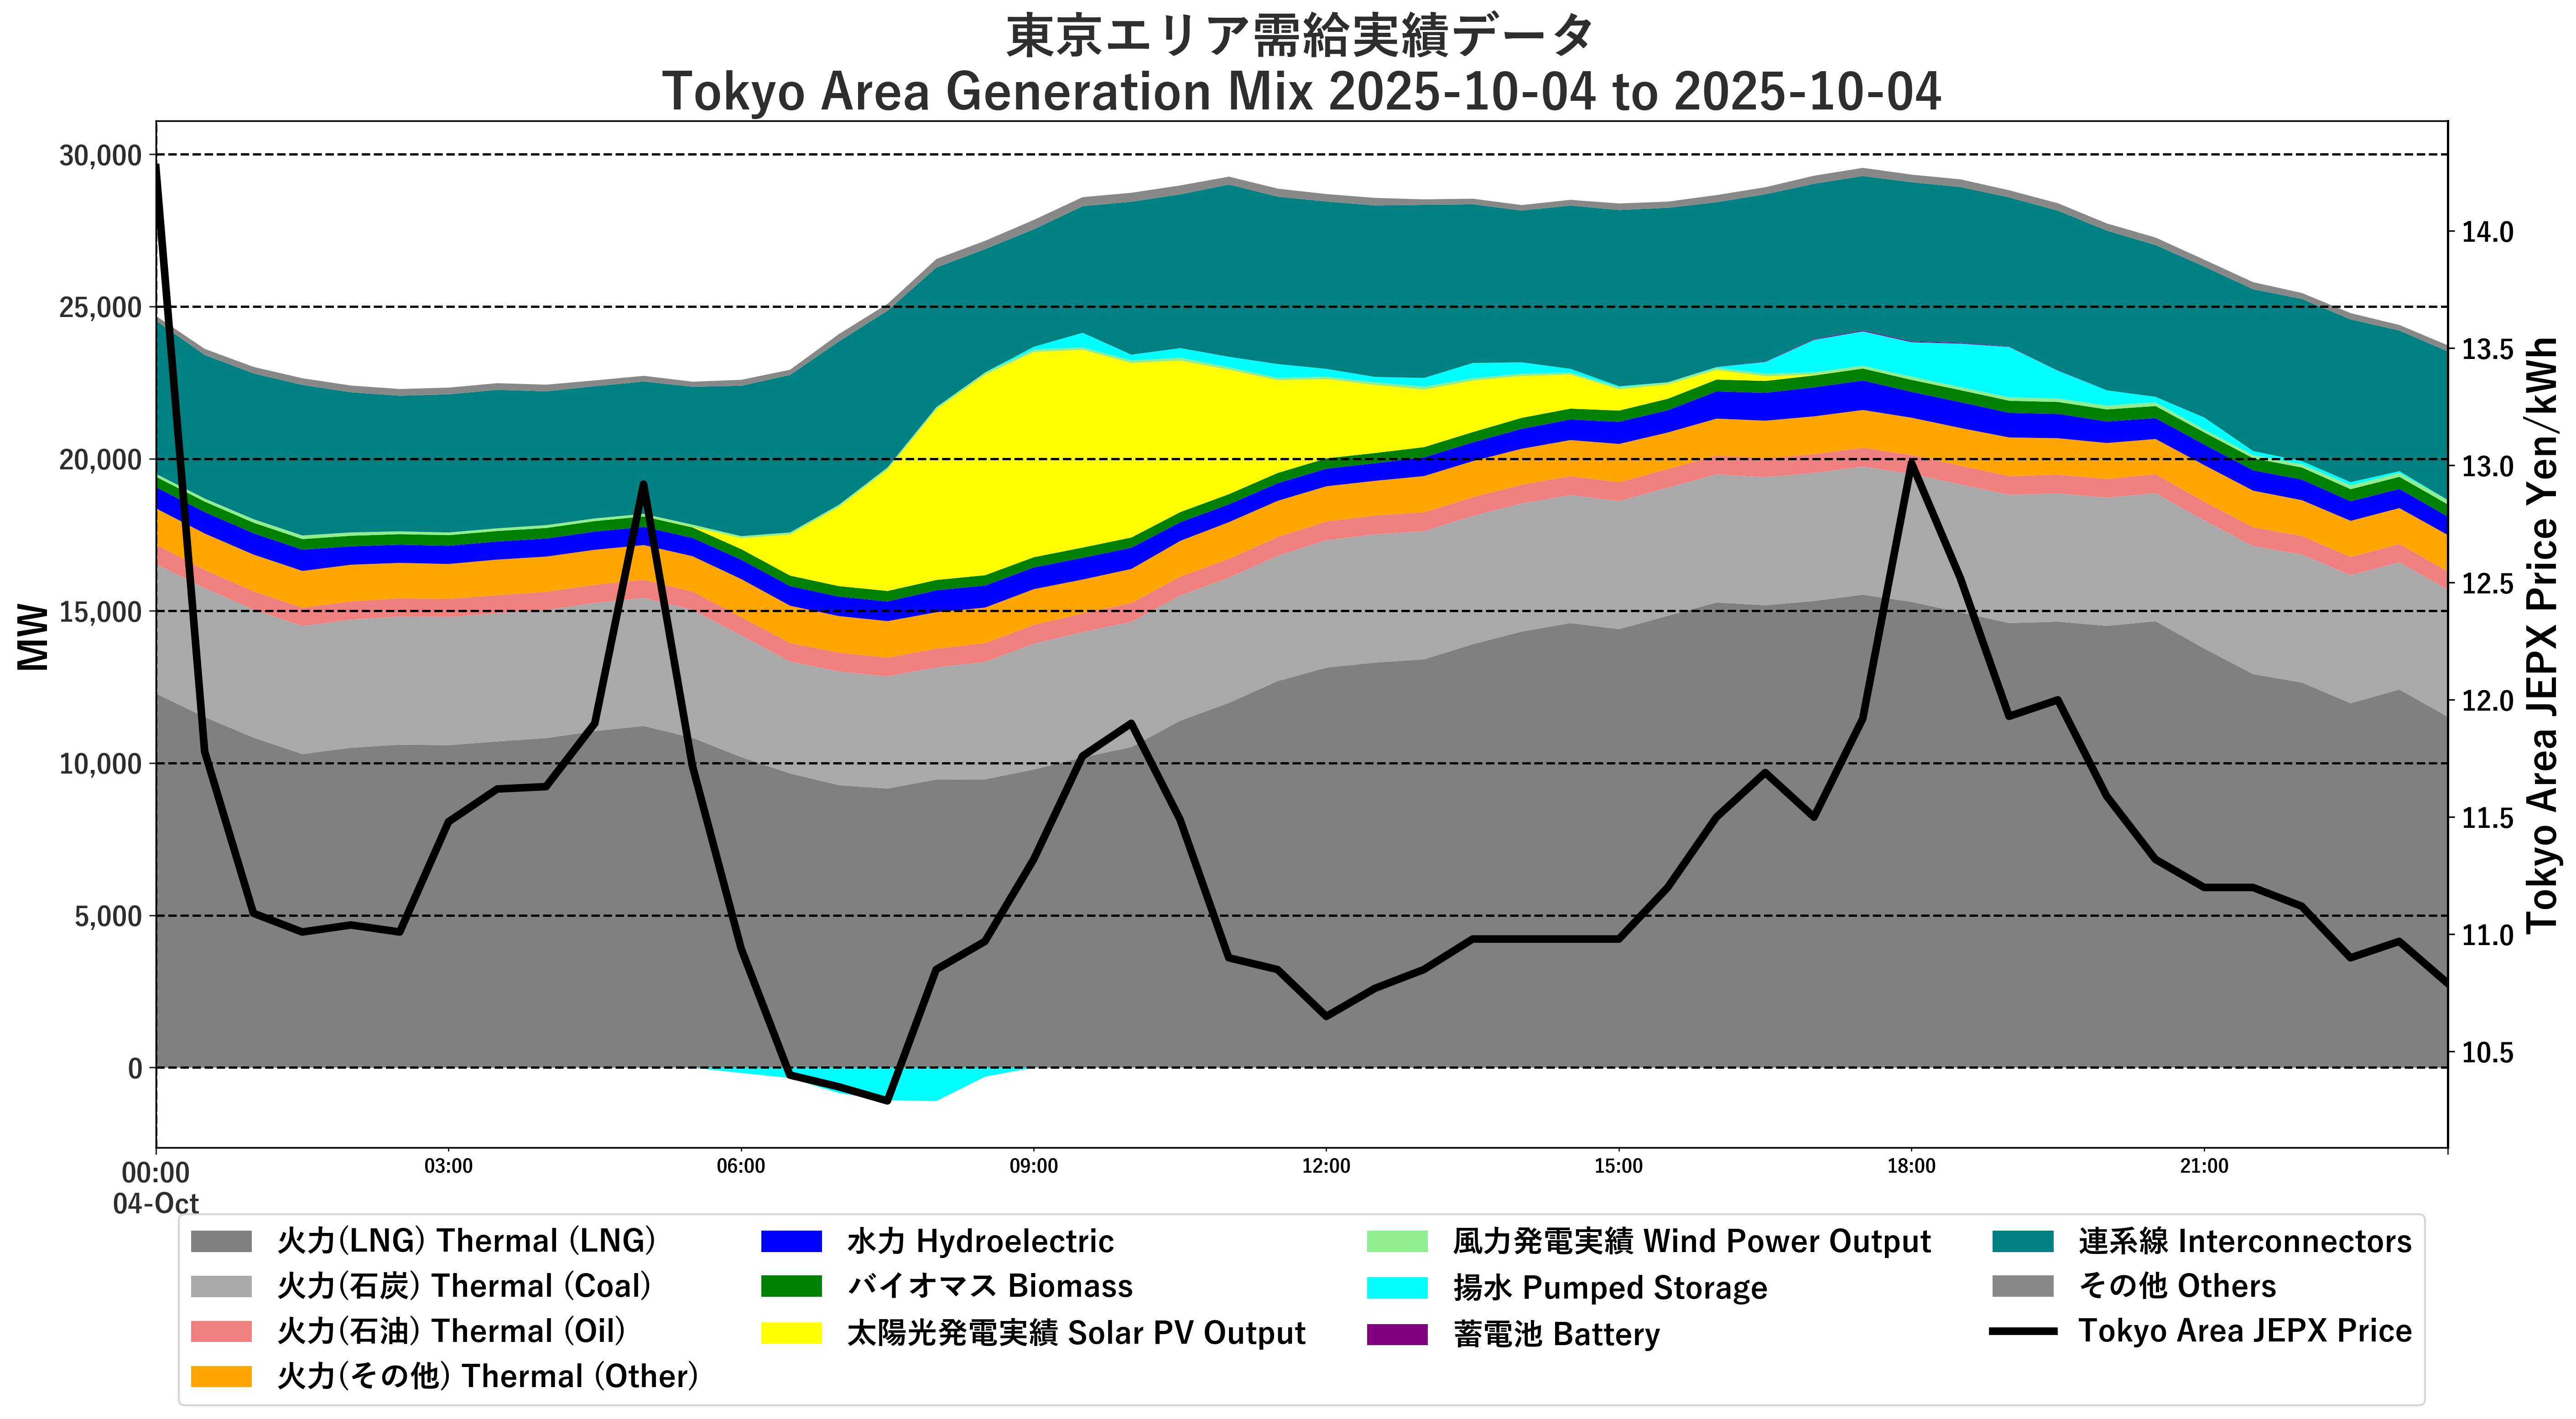 東京エリア需給実績データ
Tokyo Area Generation Mix 2025-10-04 to 2025-10-04
MW
30,000
25,000
20,000
15,000
10,000
5,000
0
Tokyo Area JEPX Price Yen/kWh
14.0
13.5
13.0
12.5
12.0
11.5
11.0
10.5
00:00
04-Oct
03:00
06:00
09:00
12:00
15:00
18:00
21:00
火力(LNG) Thermal (LNG)
火力(石炭) Thermal (Coal)
火力(石油) Thermal (Oil)
火力(その他) Thermal (Other)
水力 Hydroelectric
バイオマス Biomass
太陽光発電実績 Solar PV Output
風力発電実績 Wind Power Output
揚水 Pumped Storage
蓄電池 Battery
連系線 Interconnectors
その他 Others
Tokyo Area JEPX Price